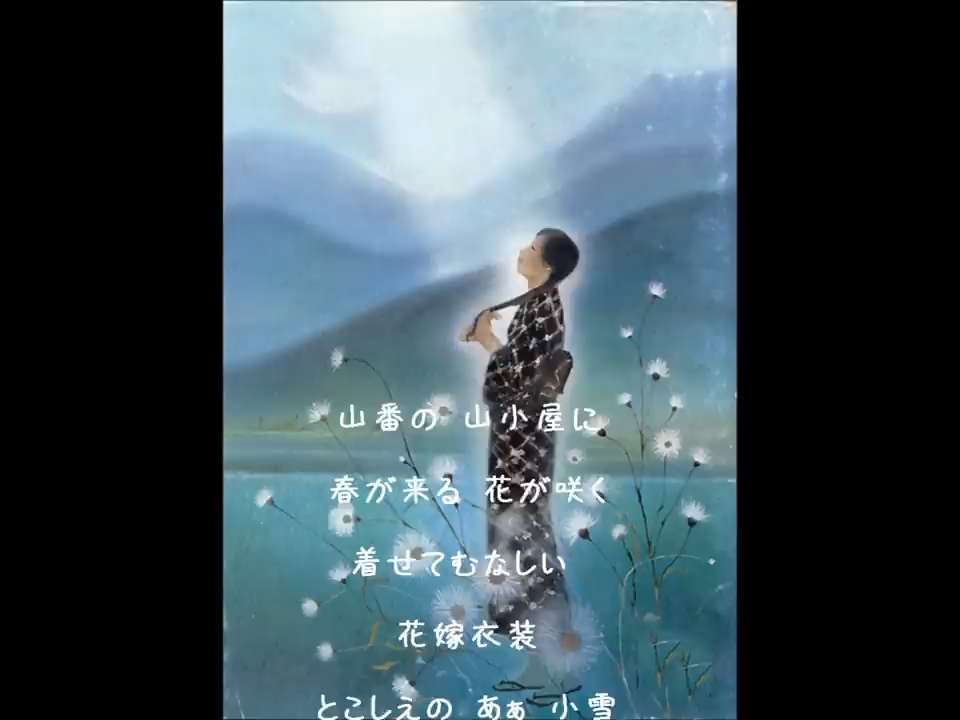 山番の 山小屋に
春が来る 花が咲く
着せてむなしい
花嫁衣装
とこしえの あぁ 小雪